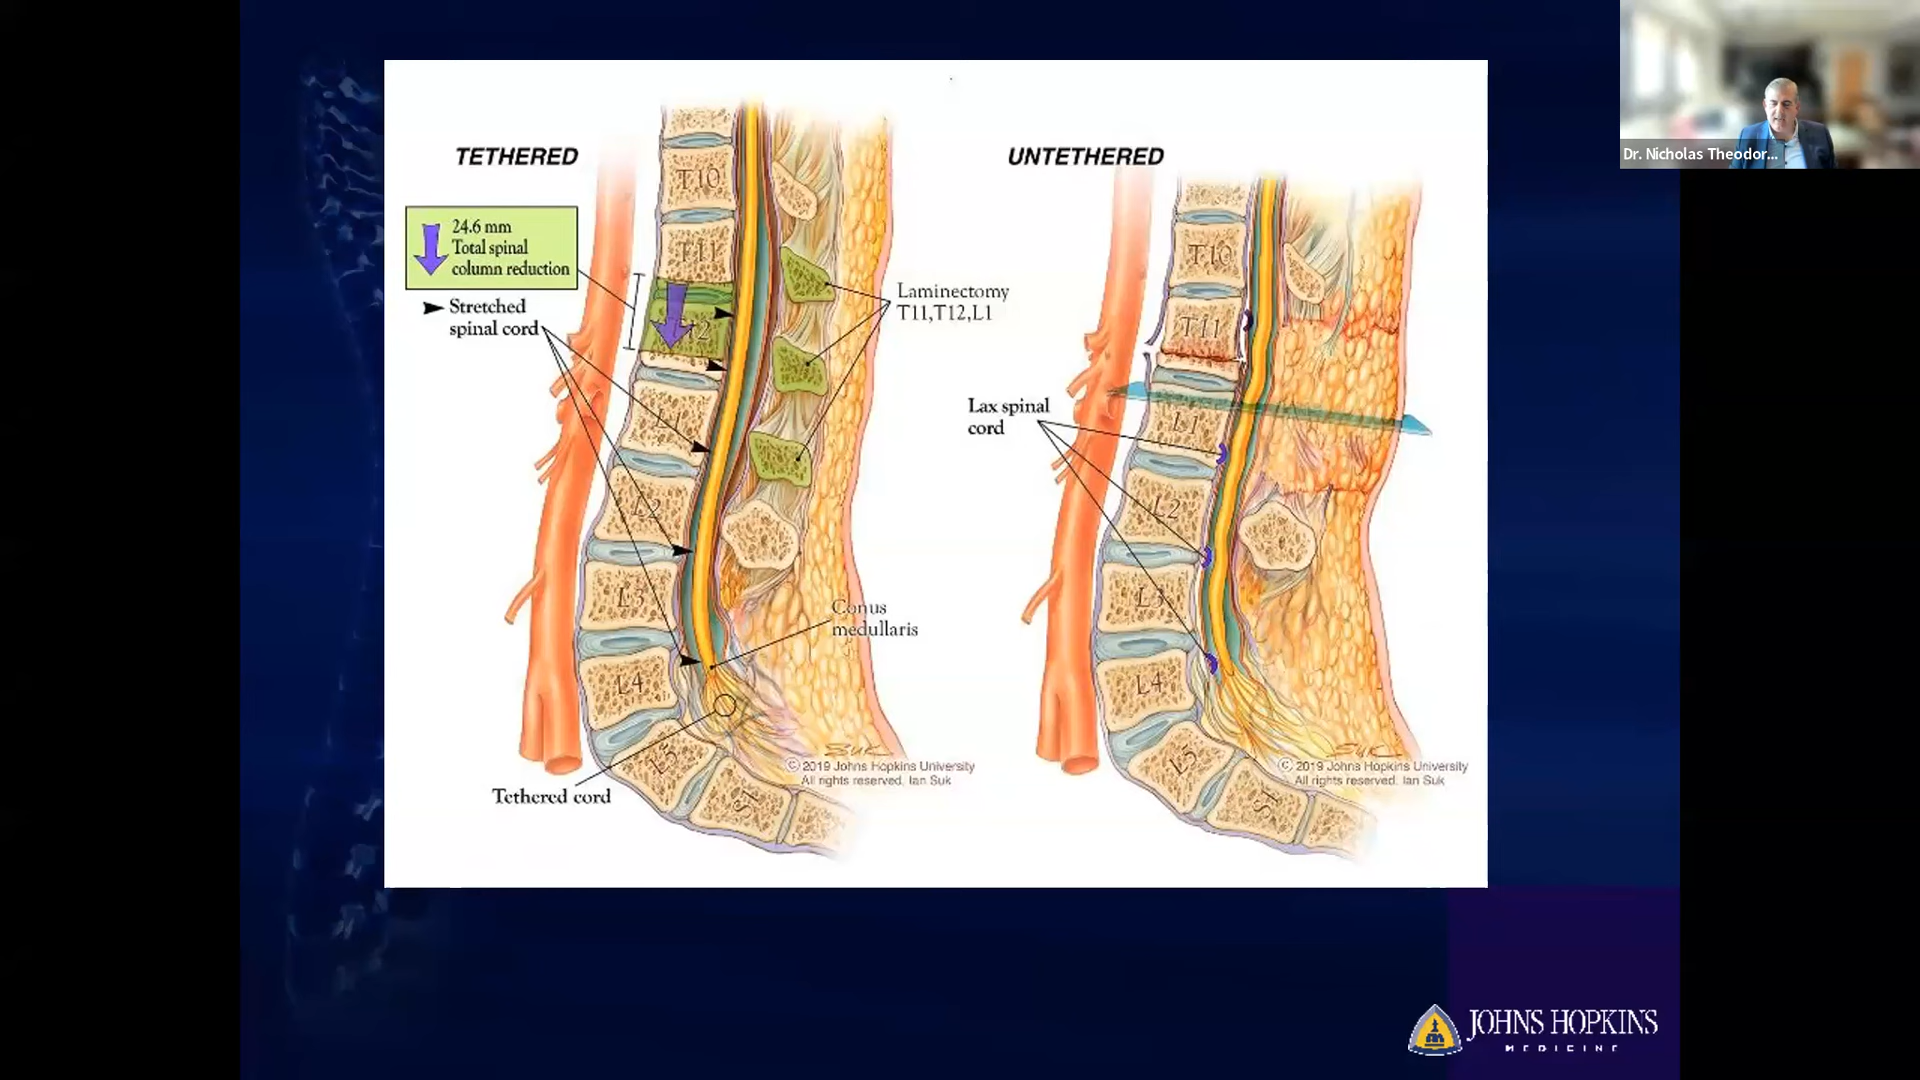 Dr. Nicholas Theodor...
TETHERED
24.6 mm
Total spinal
column reduction
Stretched
spinal cord
T10
T11
12
L1
L2
L3
L4
L5
S1
Laminectomy
T11,T12,L1
Conus
medullaris
Tethered cord
SUK
© 2019 Johns Hopkins University
All rights reserved. Ian Suk
UNTETHERED
T10
T11
Lax spinal
cord
L1
L2
L3
L4
L5
S1
SUK
© 2019 Johns Hopkins University
All rights reserved. Ian Suk
JOHNS HOPKINS
MEDICINE